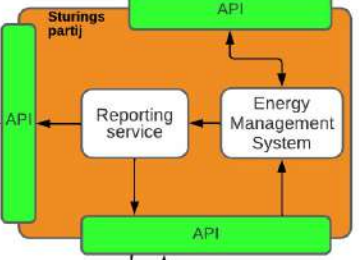 API
Sturings
partij
API
Reporting
service
Energy
Management
System
API